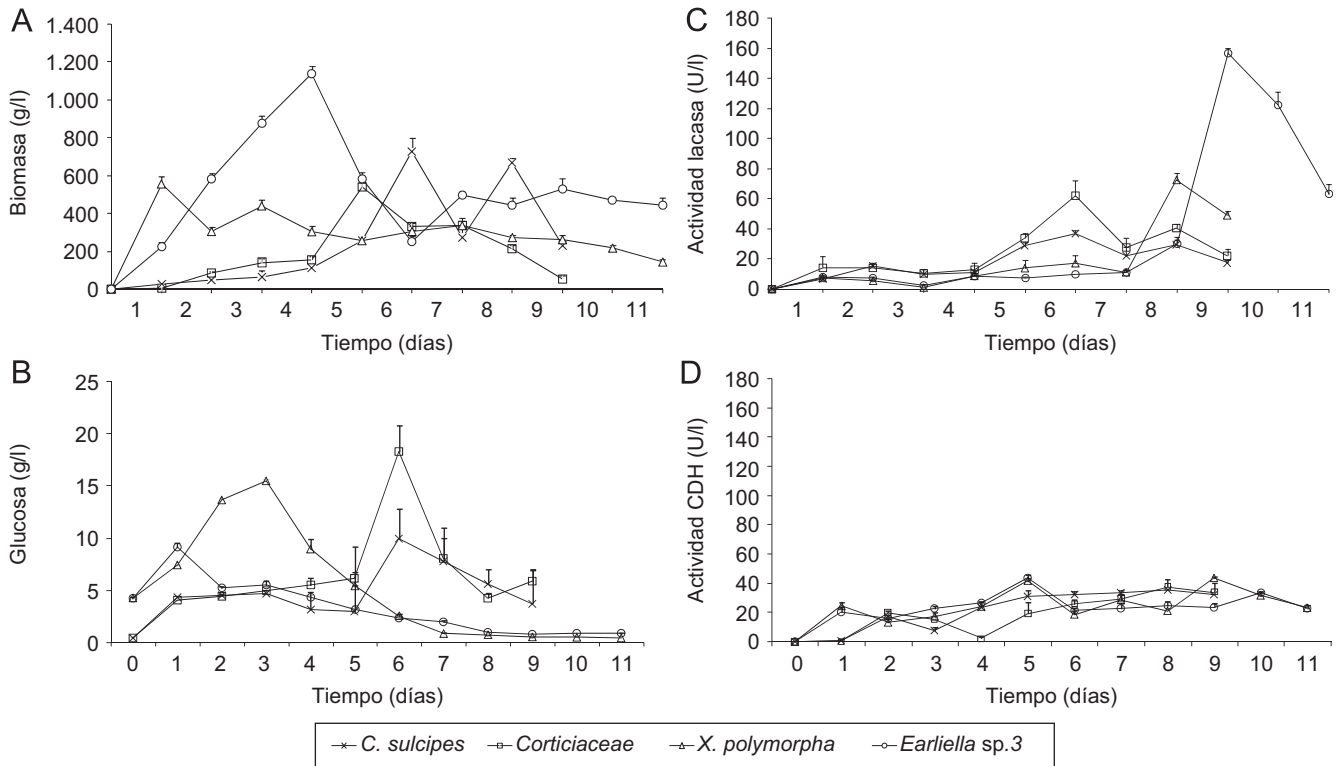 A
Biomasa (g/l)
1.400
1.200
1.000
800
600
400
200
0
1 2 3 4 5 6 7 8 9 10 11
Tiempo (días)
C
Actividad lacasa (U/l)
180
160
140
120
100
80
60
40
20
0
1 2 3 4 5 6 7 8 9 10 11
Tiempo (días)
B
Glucosa (g/l)
25
20
15
10
5
0
0 1 2 3 4 5 6 7 8 9 10 11
Tiempo (días)
D
Actividad CDH (U/l)
180
160
140
120
100
80
60
40
20
0
0 1 2 3 4 5 6 7 8 9 10 11
Tiempo (días)
C. sulcipes Corticiaceae X. polymorpha Earliella sp.3